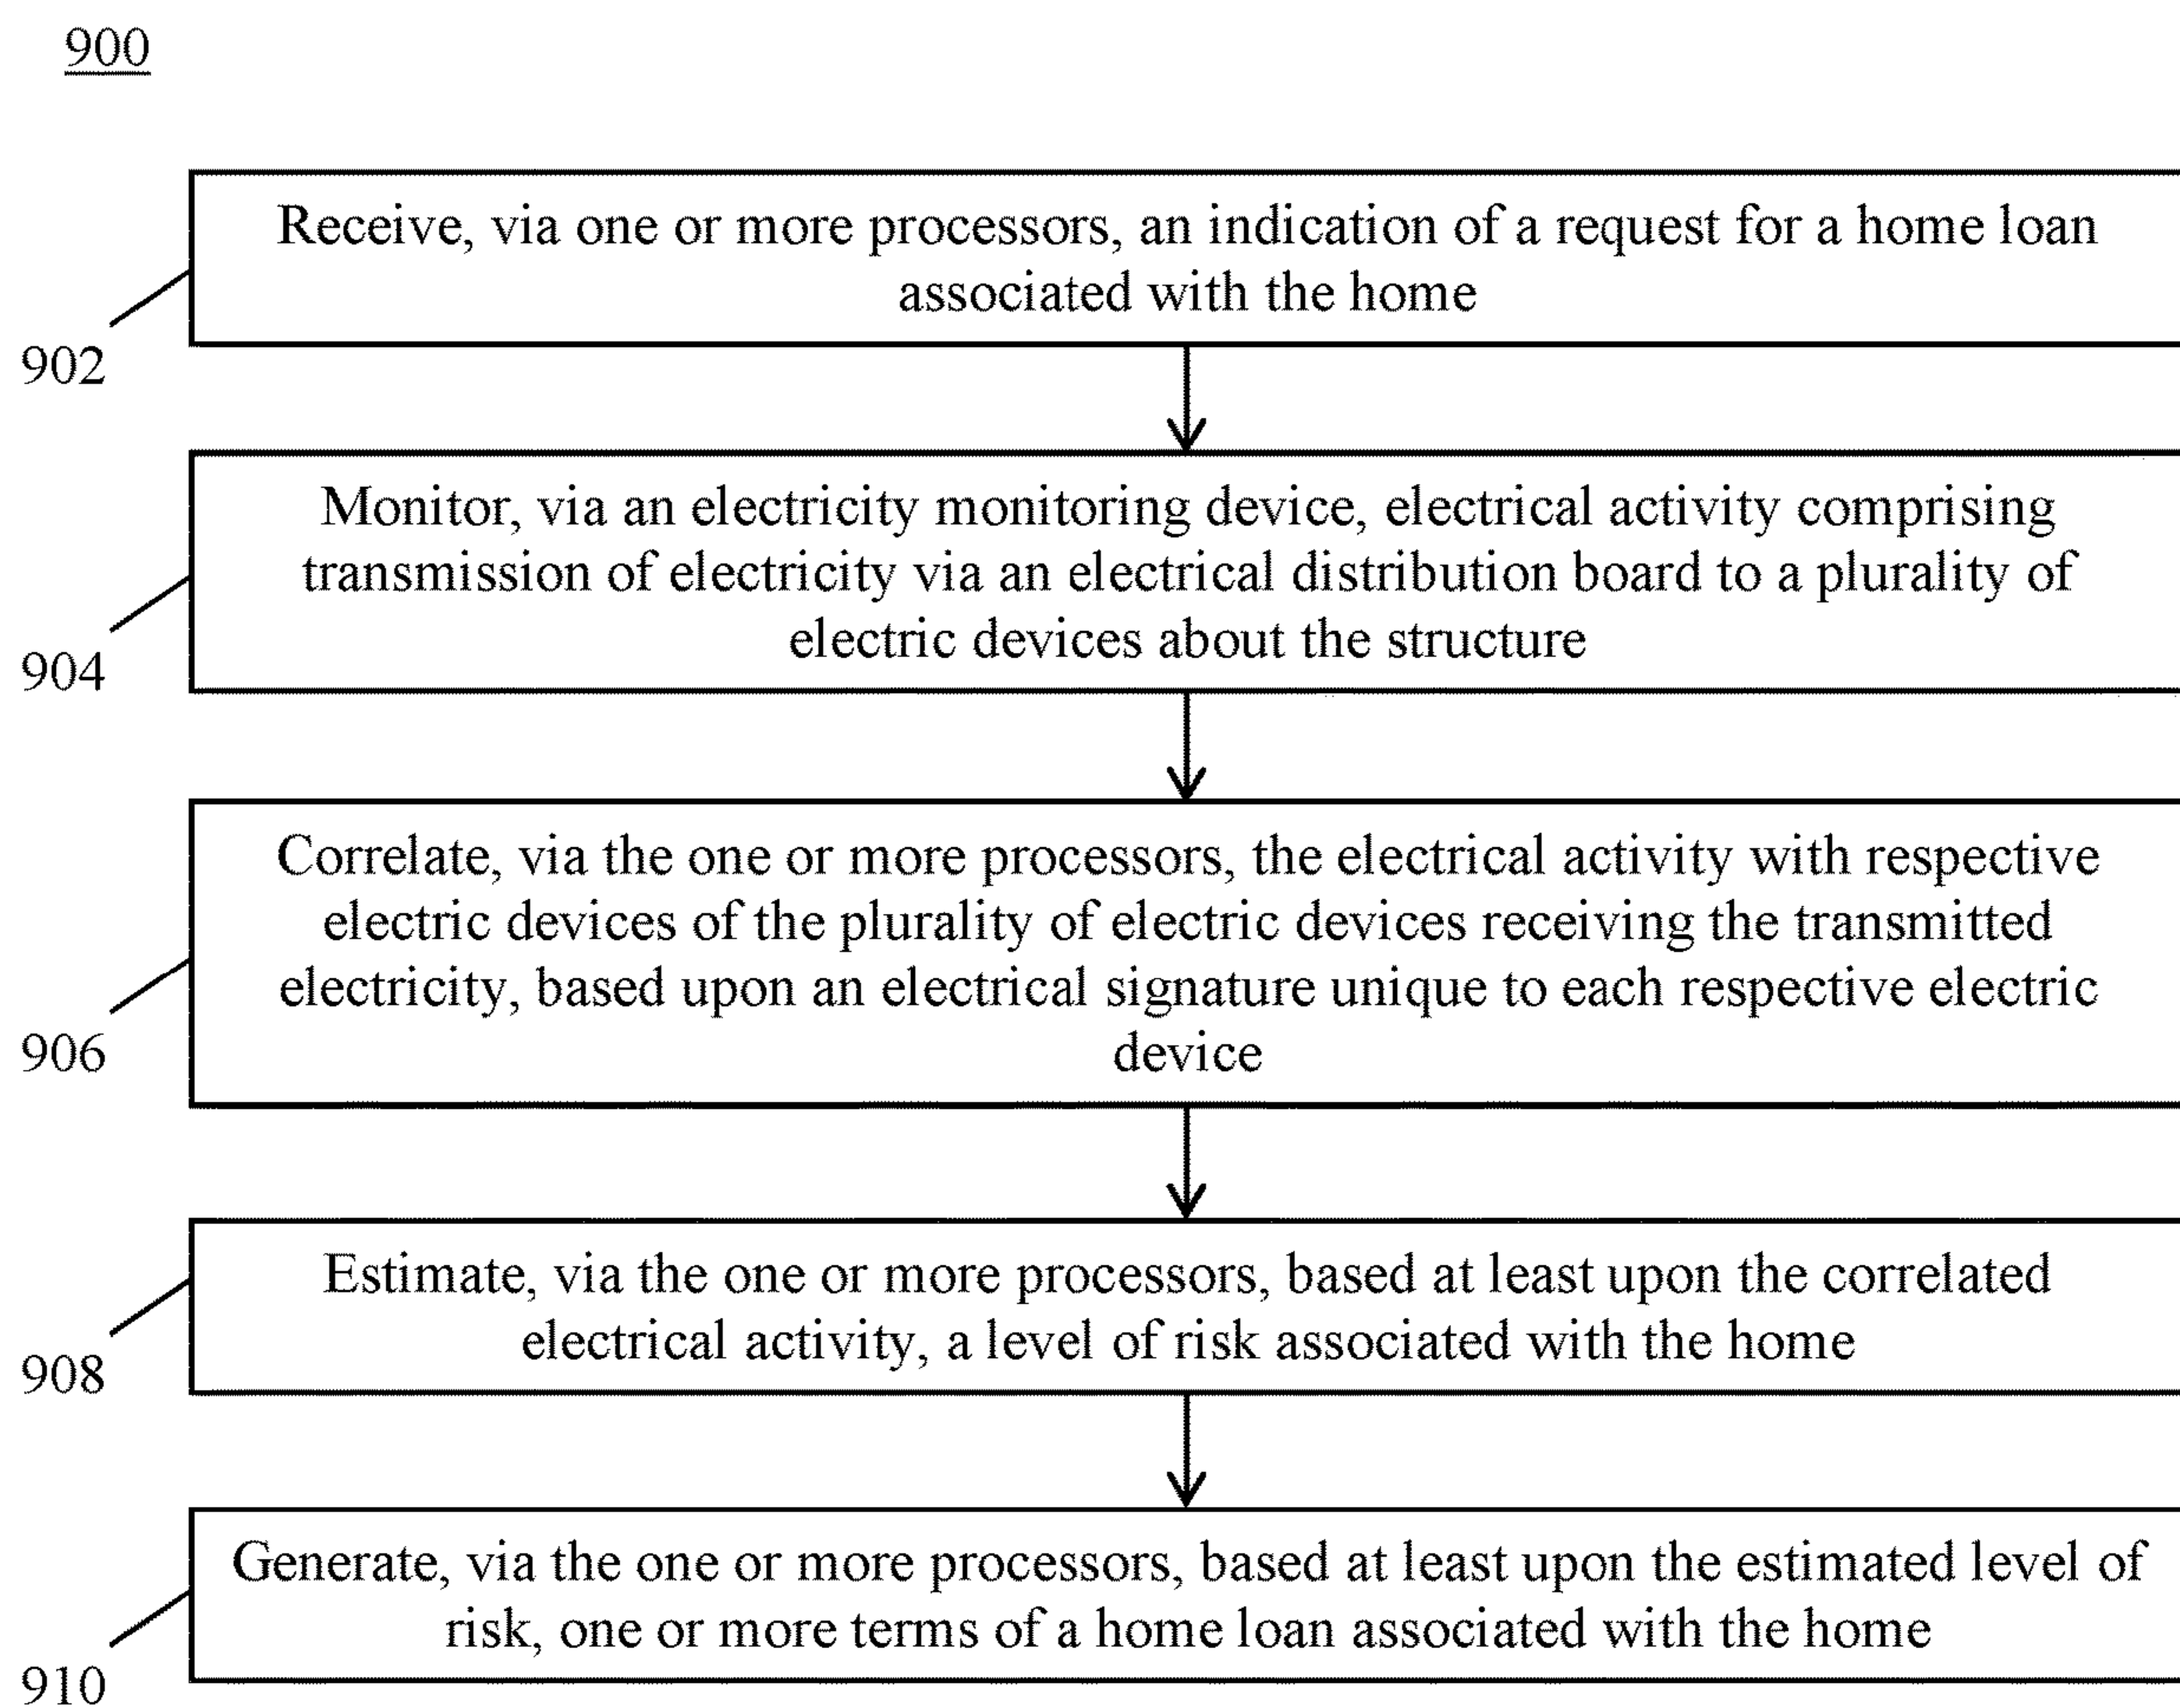 900
Receive, via one or more processors, an indication of a request for a home loan
associated with the home
902
Monitor, via an electricity monitoring device, electrical activity comprising
transmission of electricity via an electrical distribution board to a plurality of
electric devices about the structure
904
Correlate, via the one or more processors, the electrical activity with respective
electric devices of the plurality of electric devices receiving the transmitted
electricity, based upon an electrical signature unique to each respective electric
device
906
Estimate, via the one or more processors, based at least upon the correlated
electrical activity, a level of risk associated with the home
908
Generate, via the one or more processors, based at least upon the estimated level of
risk, one or more terms of a home loan associated with the home
910